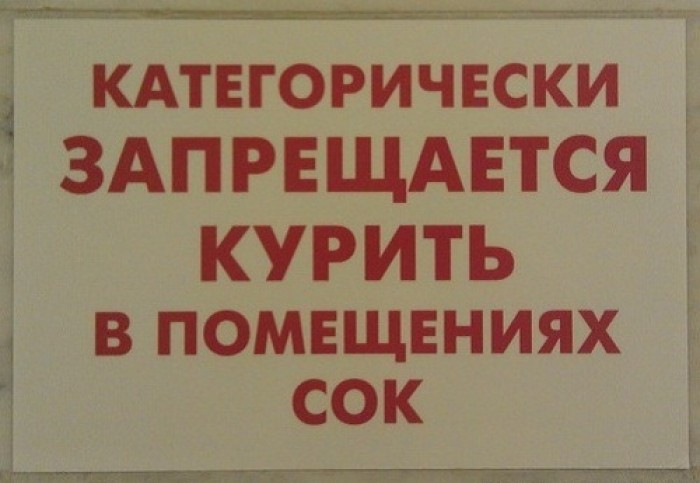 КАТЕГОРИЧЕСКИ
ЗАПРЕЩАЕТСЯ
КУРИТЬ
В ПОМЕЩЕНИЯХ
СОК